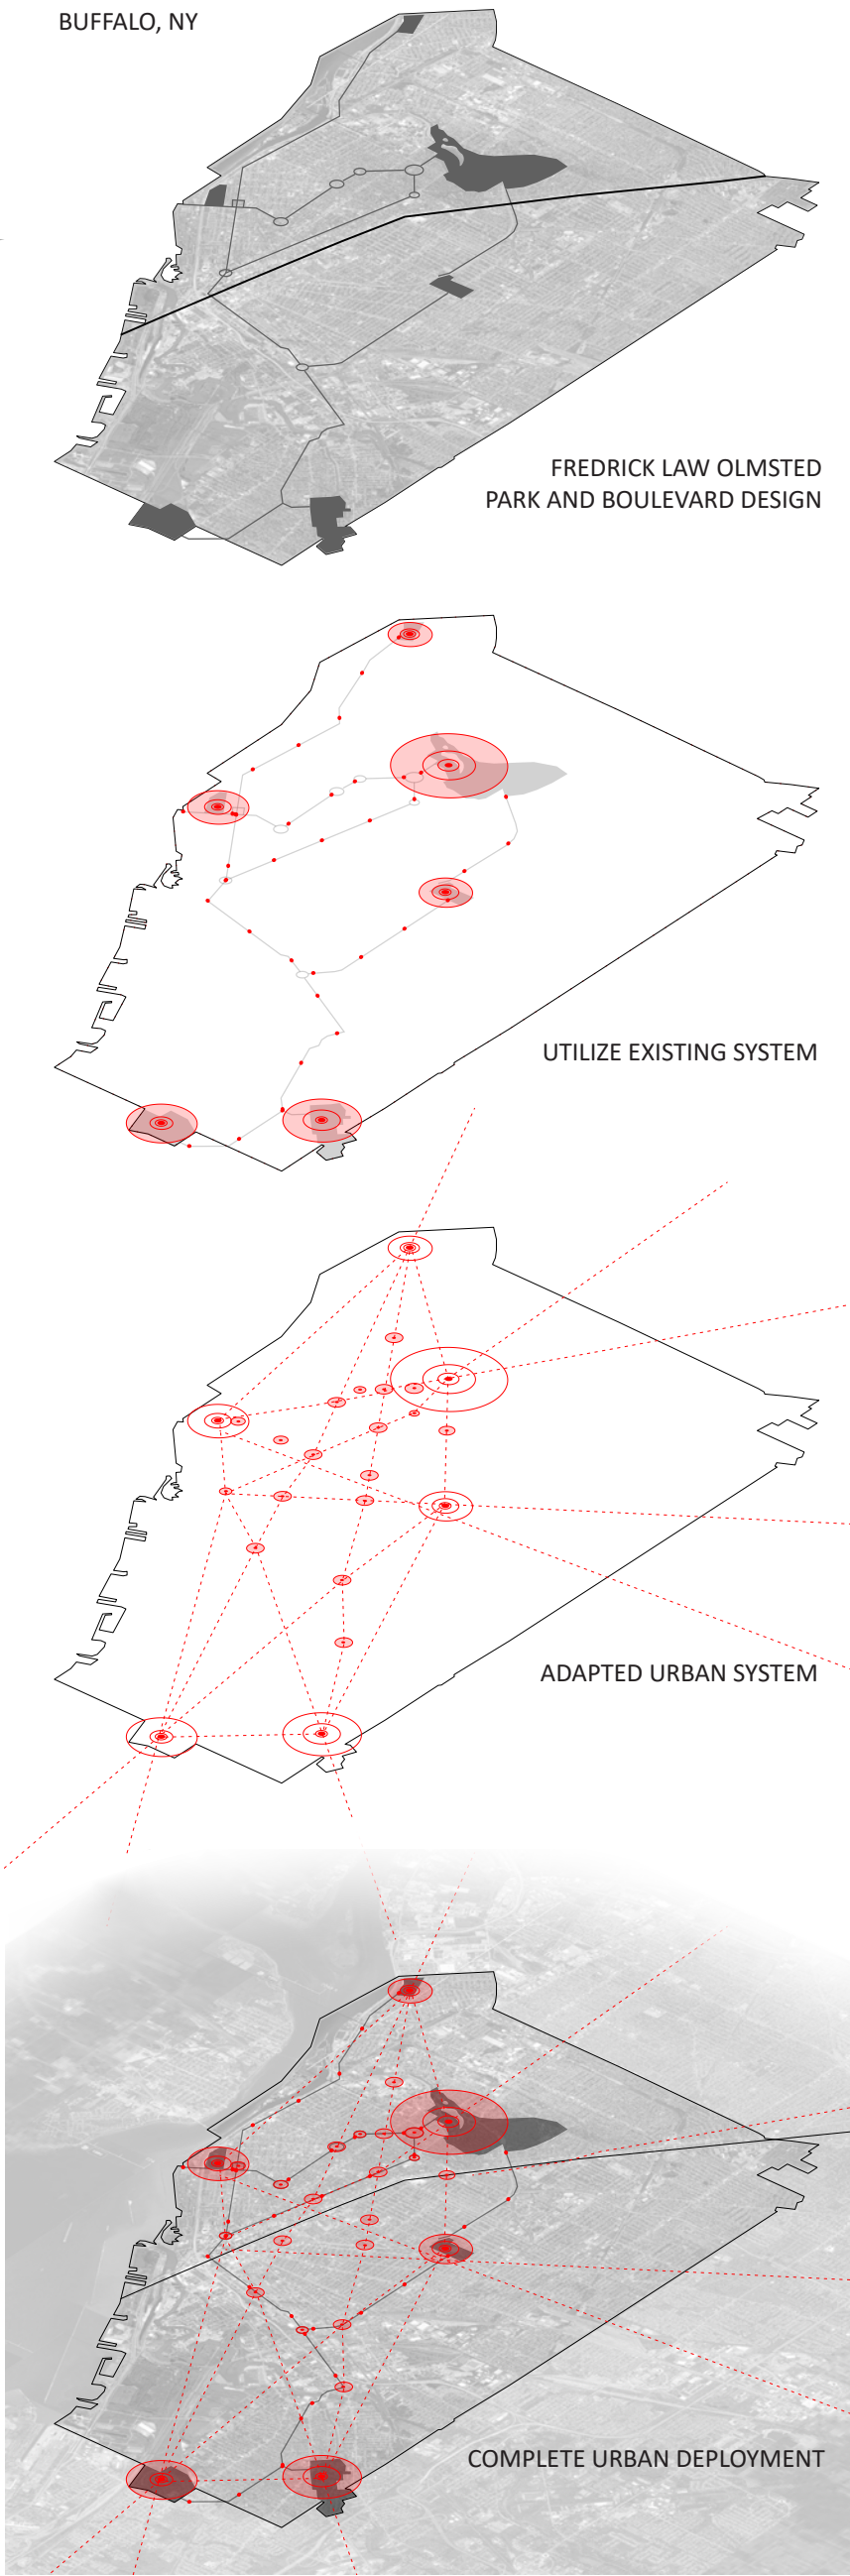 BUFFALO, NY
FREDRICK LAW OLMSTED
PARK AND BOULEVARD DESIGN
UTILIZE EXISTING SYSTEM
ADAPTED URBAN SYSTEM
COMPLETE URBAN DEPLOYMENT